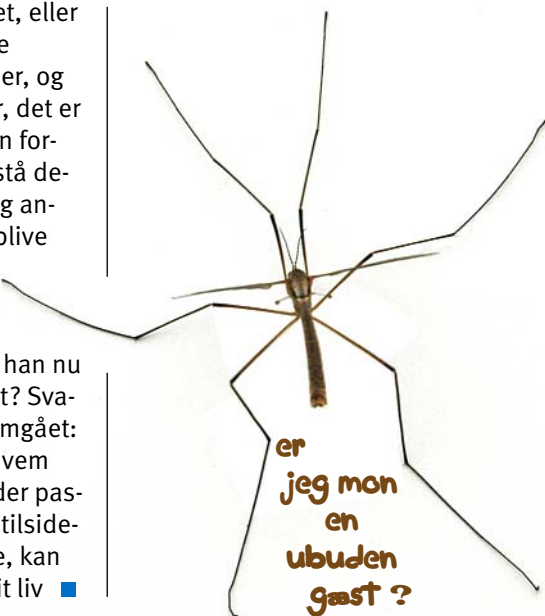 et, eller
e
er, og
r, det er
n for-
stå de-
g an-
blive
han nu
t? Sva-
mgået:
vem
der pas-
tilside-
e, kan
it liv
er
jeg mon
en
ubuden
gæst ?